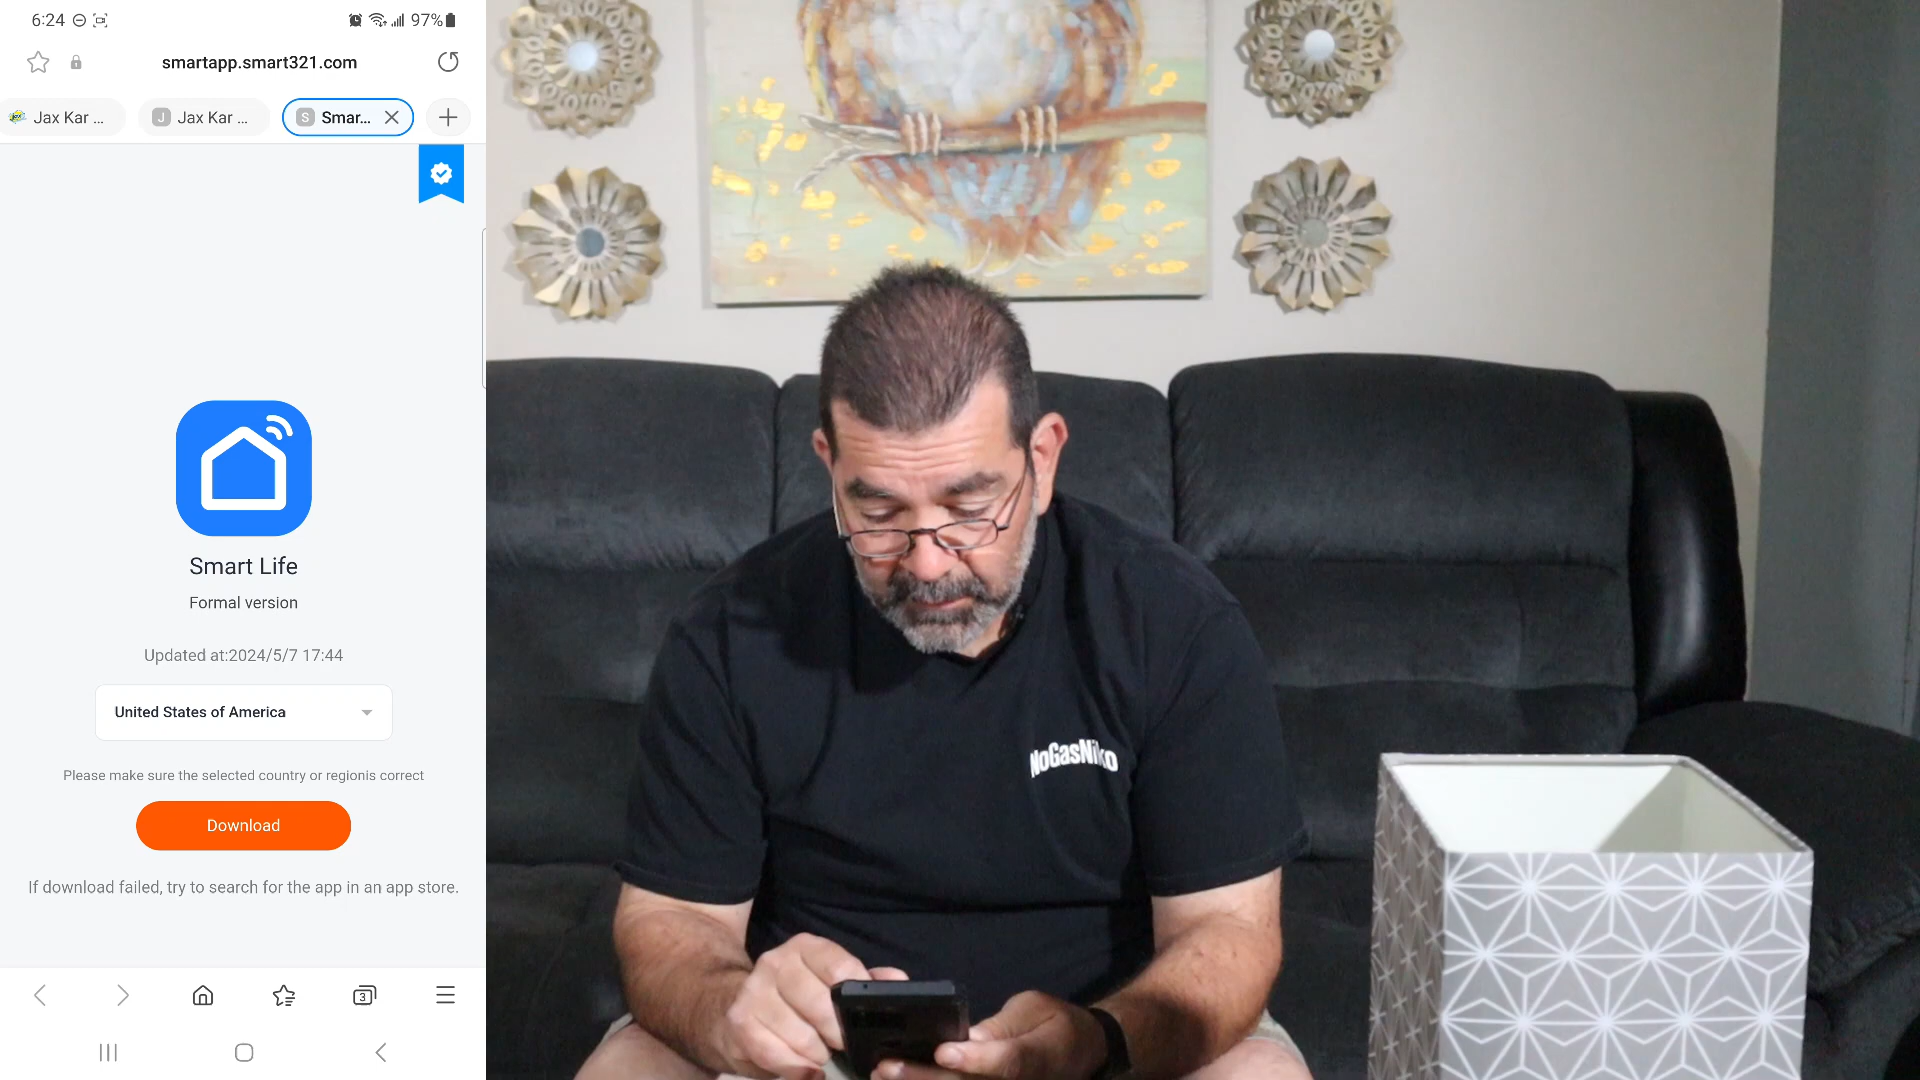 6:24
97%
smartapp.smart321.com
Jax Kar ...
J Jax Kar ...
S Smar...
Smart Life
Formal version
Updated at:2024/5/7 17:44
United States of America
Please make sure the selected country or regionis correct
Download
If download failed, try to search for the app in an app store.
3
NoGasNiko